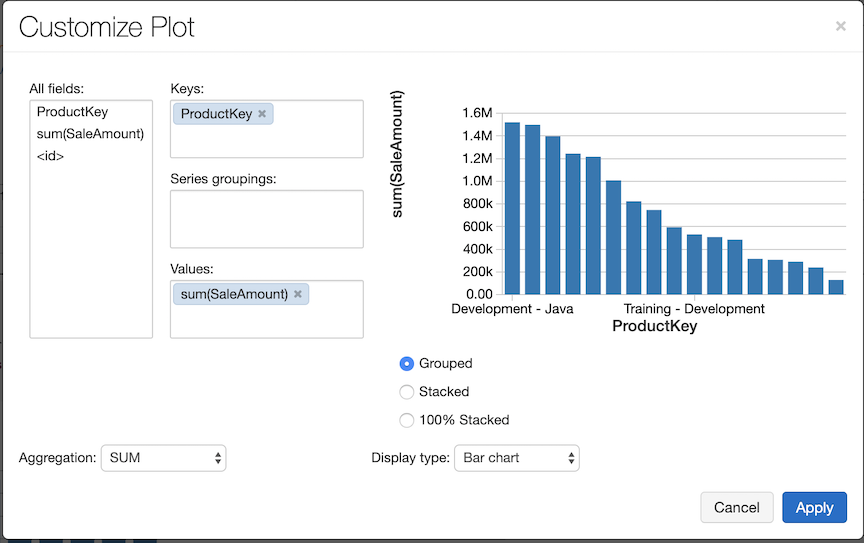 Customize Plot
×
All fields:
ProductKey
sum(SaleAmount)
<id>
Keys:
ProductKey ×
Series groupings:
Values:
sum(SaleAmount) ×
sum(SaleAmount)
1.6M
1.4M
1.2M
1.0M
800k
600k
400k
200k
0.00
Development - Java
Training - Development
ProductKey
Grouped
Stacked
100% Stacked
Aggregation: SUM
Display type: Bar chart
Cancel
Apply